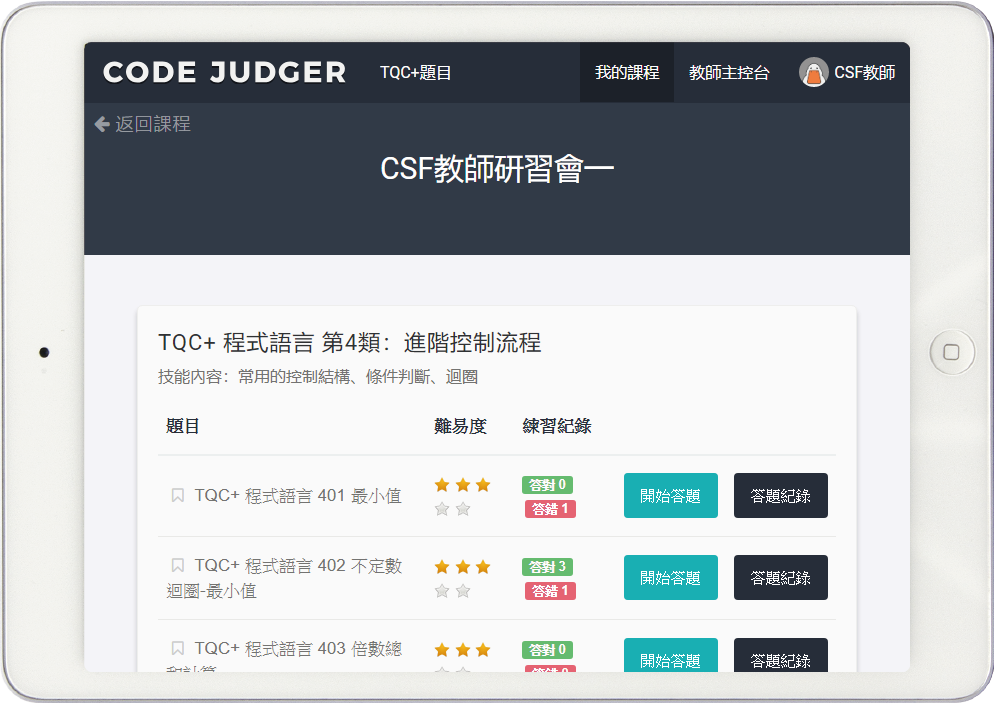 CODE JUDGER TQC+題目 我的課程 教師主控台 CSF教師
返回課程
CSF教師研習會一
TQC+ 程式語言 第4類：進階控制流程
技能內容：常用的控制結構、條件判斷、迴圈
題目 難易度 練習紀錄
TQC+ 程式語言 401 最小值 答對 0 開始答題 答題紀錄
答錯 1
TQC+ 程式語言 402 不定數 答對 3 開始答題 答題紀錄
迴圈-最小值 答錯 1
TQC+ 程式語言 403 倍數總 答對 0 開始答題 答題紀錄